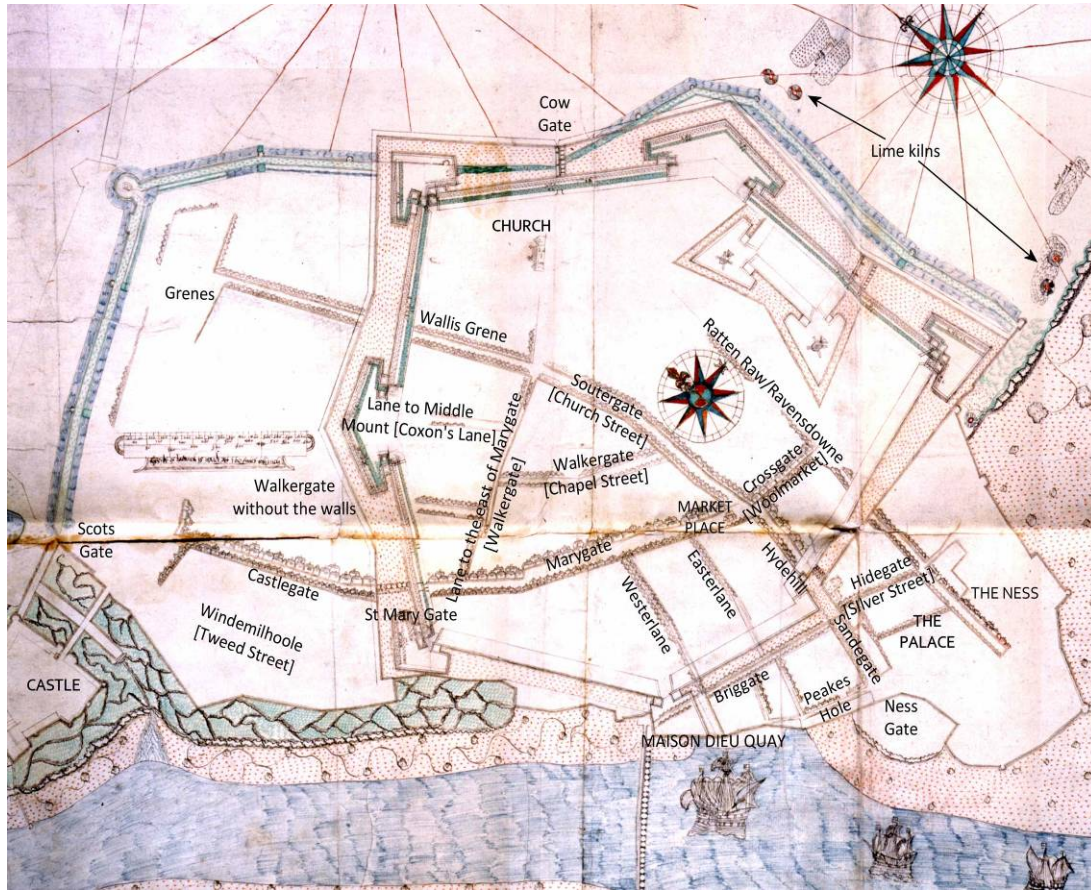 Cow
Gate
Lime kilns
CHURCH
Grenes
Wallis Grene
Ratten Raw/Ravensdowne
Soutergate
[Church Street]
Lane to Middle
Mount [Coxon's Lane]
Walkergate
[Chapel Street]
Crossgate
[Woolmarket]
Lane to the east of Marygate
[Walkergate]
Walkergate
without the walls
MARKET
PLACE
Scots
Gate
Marygate
Castlegate
Easterlane
Westerlane
Hydehill
Hidegate
[Silver Street]
THE NESS
St Mary Gate
Windemilhoole
[Tweed Street]
THE
PALACE
Sandegate
CASTLE
Briggate
Peakes
Hole
Ness
Gate
MAISON DIEU QUAY